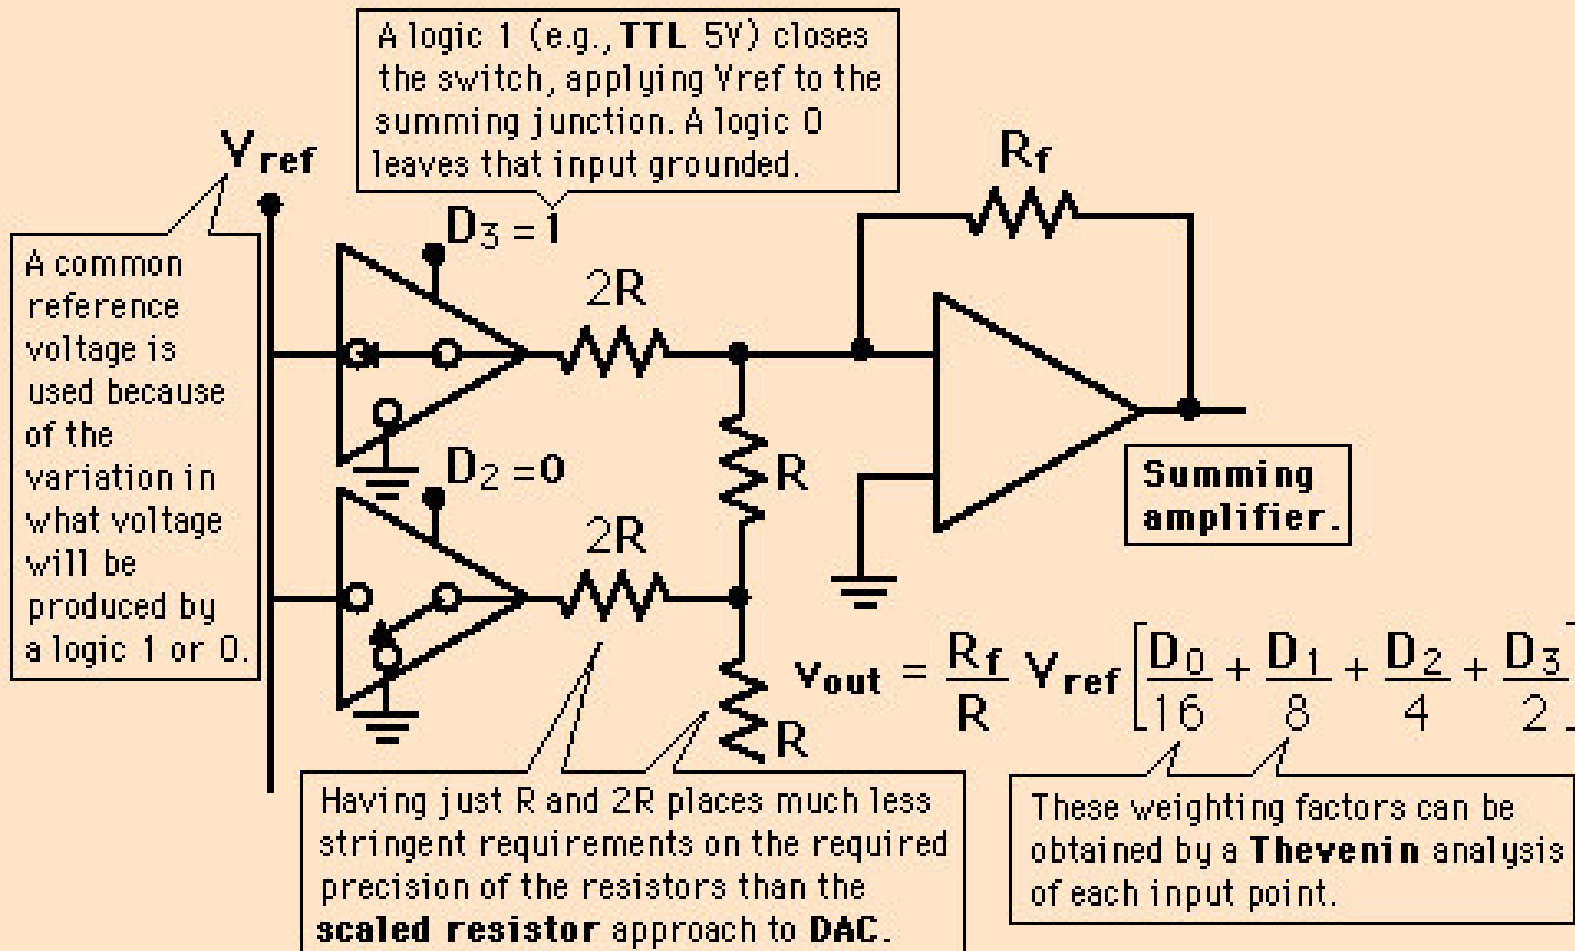 A logic 1 (e.g., TTL 5V) closes
the switch, applying Vref to the
summing junction. A logic 0
leaves that input grounded.
Vref
Rf
D3 = 1
A common
reference
voltage is
used because
of the
variation in
what voltage
will be
produced by
a logic 1 or 0.
2R
R
D2 = 0
2R
Summing
amplifier.
R
vout = Rf/R Vref [D0/16 + D1/8 + D2/4 + D3/2]
Having just R and 2R places much less
stringent requirements on the required
precision of the resistors than the
scaled resistor approach to DAC.
These weighting factors can be
obtained by a Thevenin analysis
of each input point.